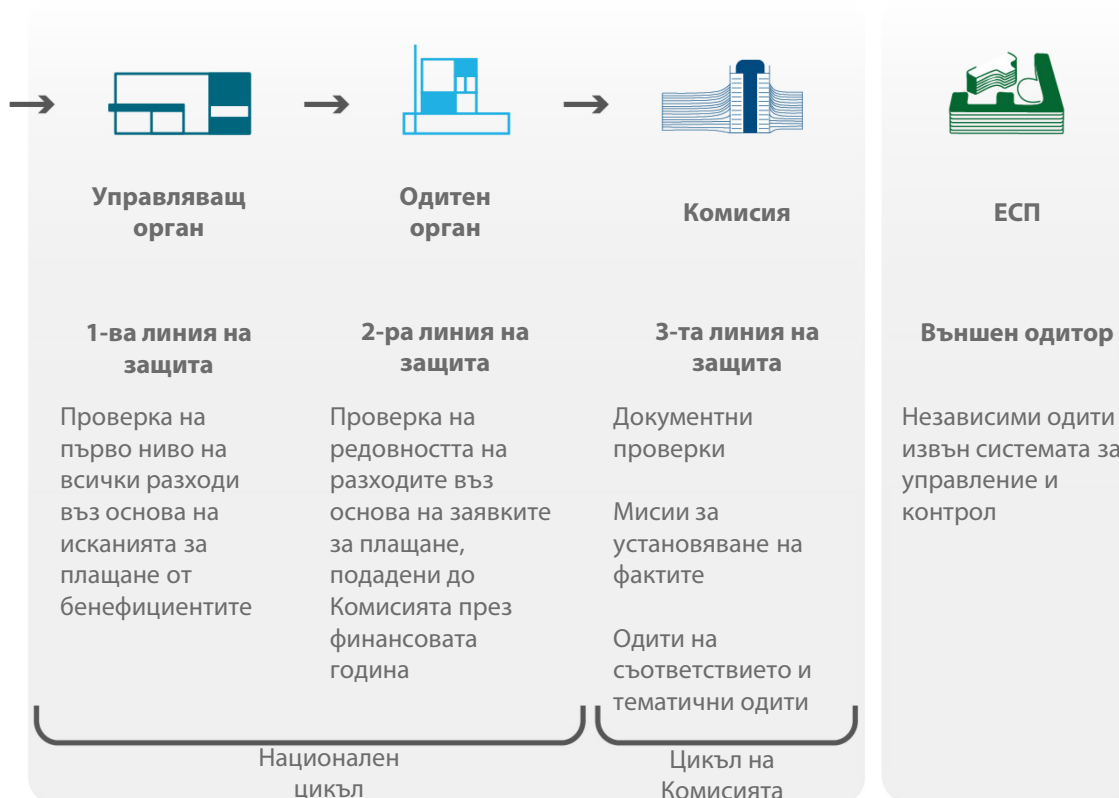 Управляващ
орган
Одитен
орган
Комисия
ЕСП
1-ва линия на
защита
2-ра линия на
защита
3-та линия на
защита
Външен одитор
Проверка на
първо ниво на
всички разходи
въз основа на
исканията за
плащане от
бенефициентите
Проверка на
редовността на
разходите въз
основа на заявките
за плащане,
подадени до
Комисията през
финансовата
година
Документни
проверки
Мисии за
установяване на
фактите
Одити на
съответствието и
тематични одити
Независими одити
извън системата за
управление и
контрол
Национален
цикъл
Цикъл на
Комисията